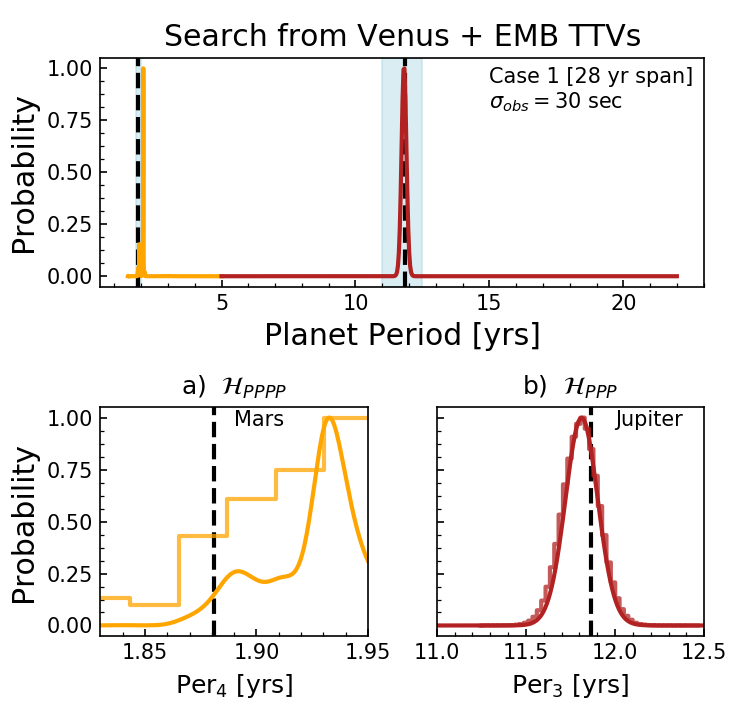 Search from Venus + EMB TTVs
Case 1 [28 yr span]
σ_obs = 30 sec
Probability
1.00
0.75
0.50
0.25
0.00
5
10
15
20
Planet Period [yrs]
a) ℋ_PPPP
Mars
Probability
1.00
0.75
0.50
0.25
0.00
1.85
1.90
1.95
Per₄ [yrs]
b) ℋ_PPP
Jupiter
11.0
11.5
12.0
12.5
Per₃ [yrs]